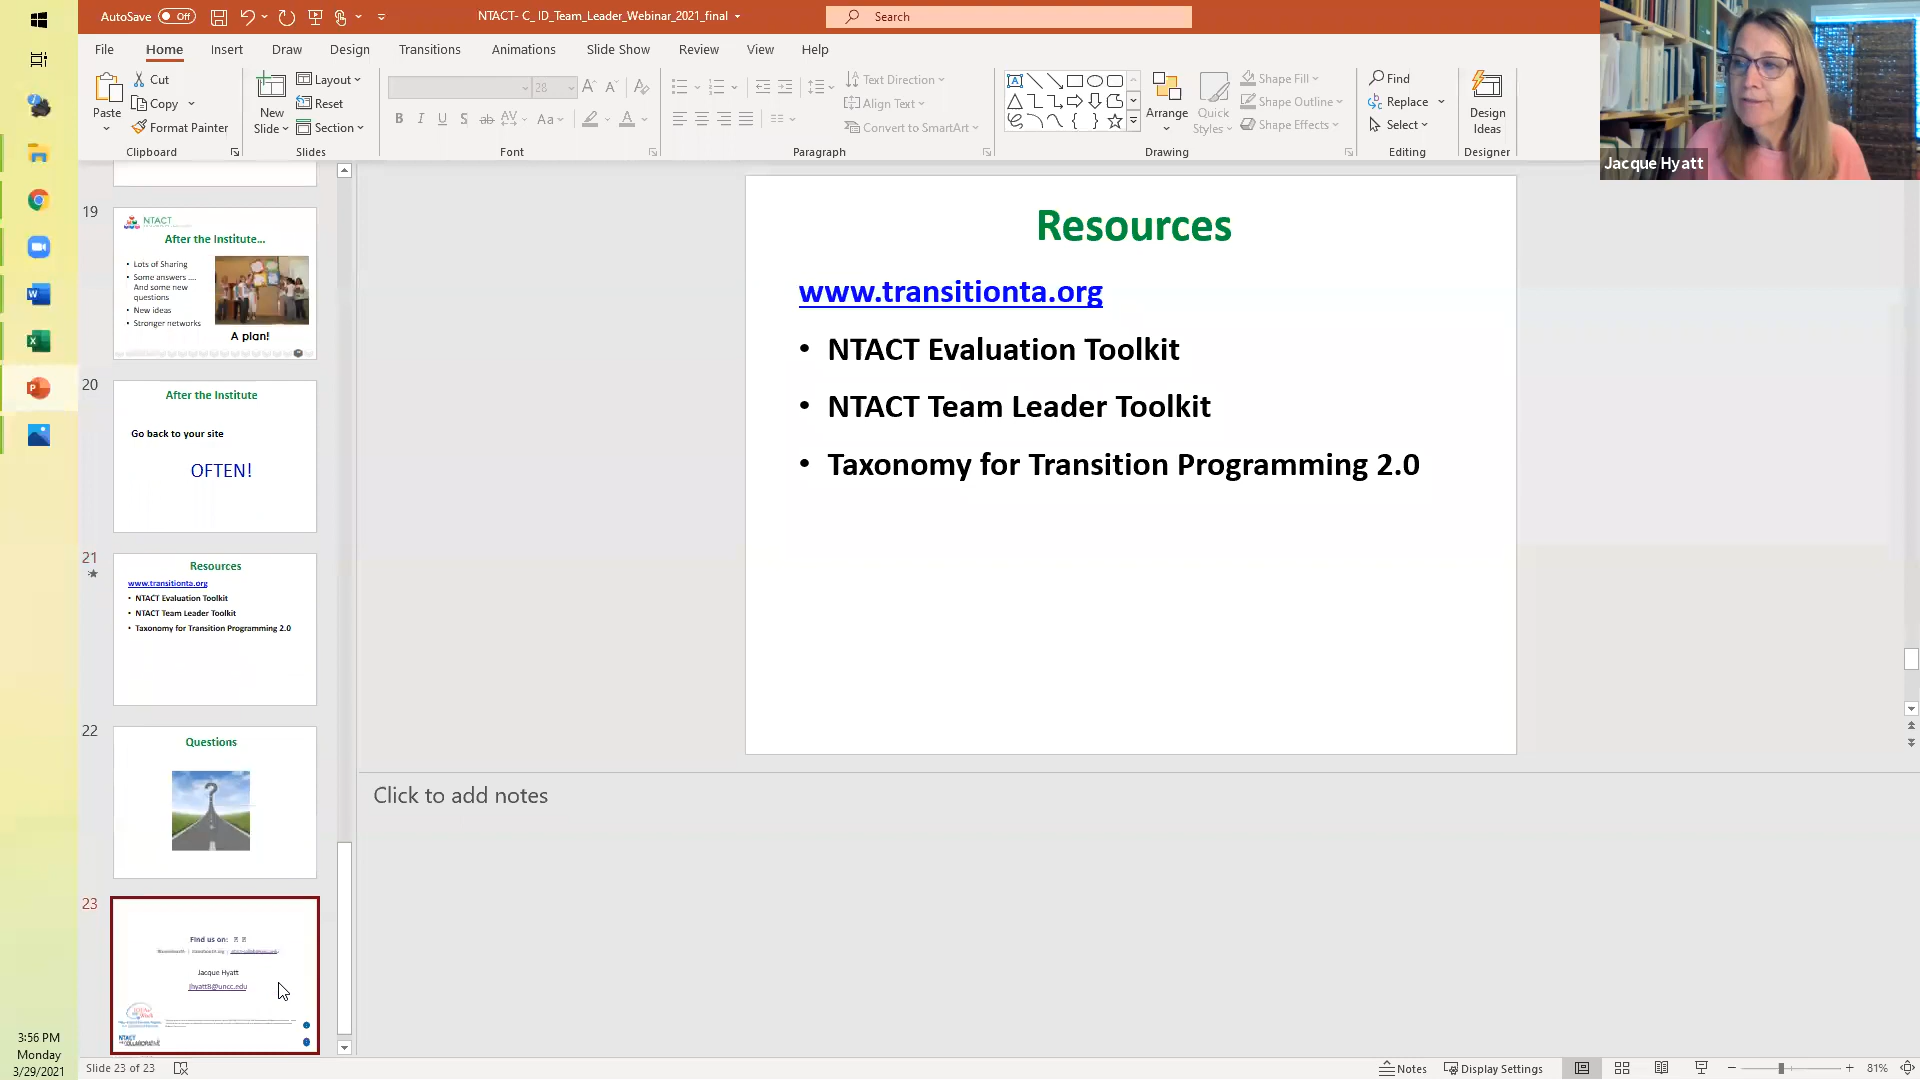 AutoSave Off
NTACT- C_ ID_Team_Leader_Webinar_2021_final
Search
File Home Insert Draw Design Transitions Animations Slide Show Review View Help
Paste
Cut
Copy
Format Painter
Clipboard
New Slide
Layout
Reset
Section
Slides
28
Font
Text Direction
Align Text
Convert to SmartArt
Paragraph
Arrange
Quick Styles
Shape Fill
Shape Outline
Shape Effects
Drawing
Find
Replace
Select
Editing
Design Ideas
Designer
Jacque Hyatt
19
NTACT
After the Institute...
• Lots of Sharing
• Some answers ....
And some new
questions
• New ideas
• Stronger networks
A plan!
20
After the Institute
Go back to your site
OFTEN!
21
Resources
www.transitionta.org
• NTACT Evaluation Toolkit
• NTACT Team Leader Toolkit
• Taxonomy for Transition Programming 2.0
22
Questions
23
Find us on:
Jacque Hyatt
jhyatt8@uncc.edu
Resources
www.transitionta.org
• NTACT Evaluation Toolkit
• NTACT Team Leader Toolkit
• Taxonomy for Transition Programming 2.0
Click to add notes
3:56 PM
Monday
3/29/2021
Slide 23 of 23
Notes
Display Settings
81%